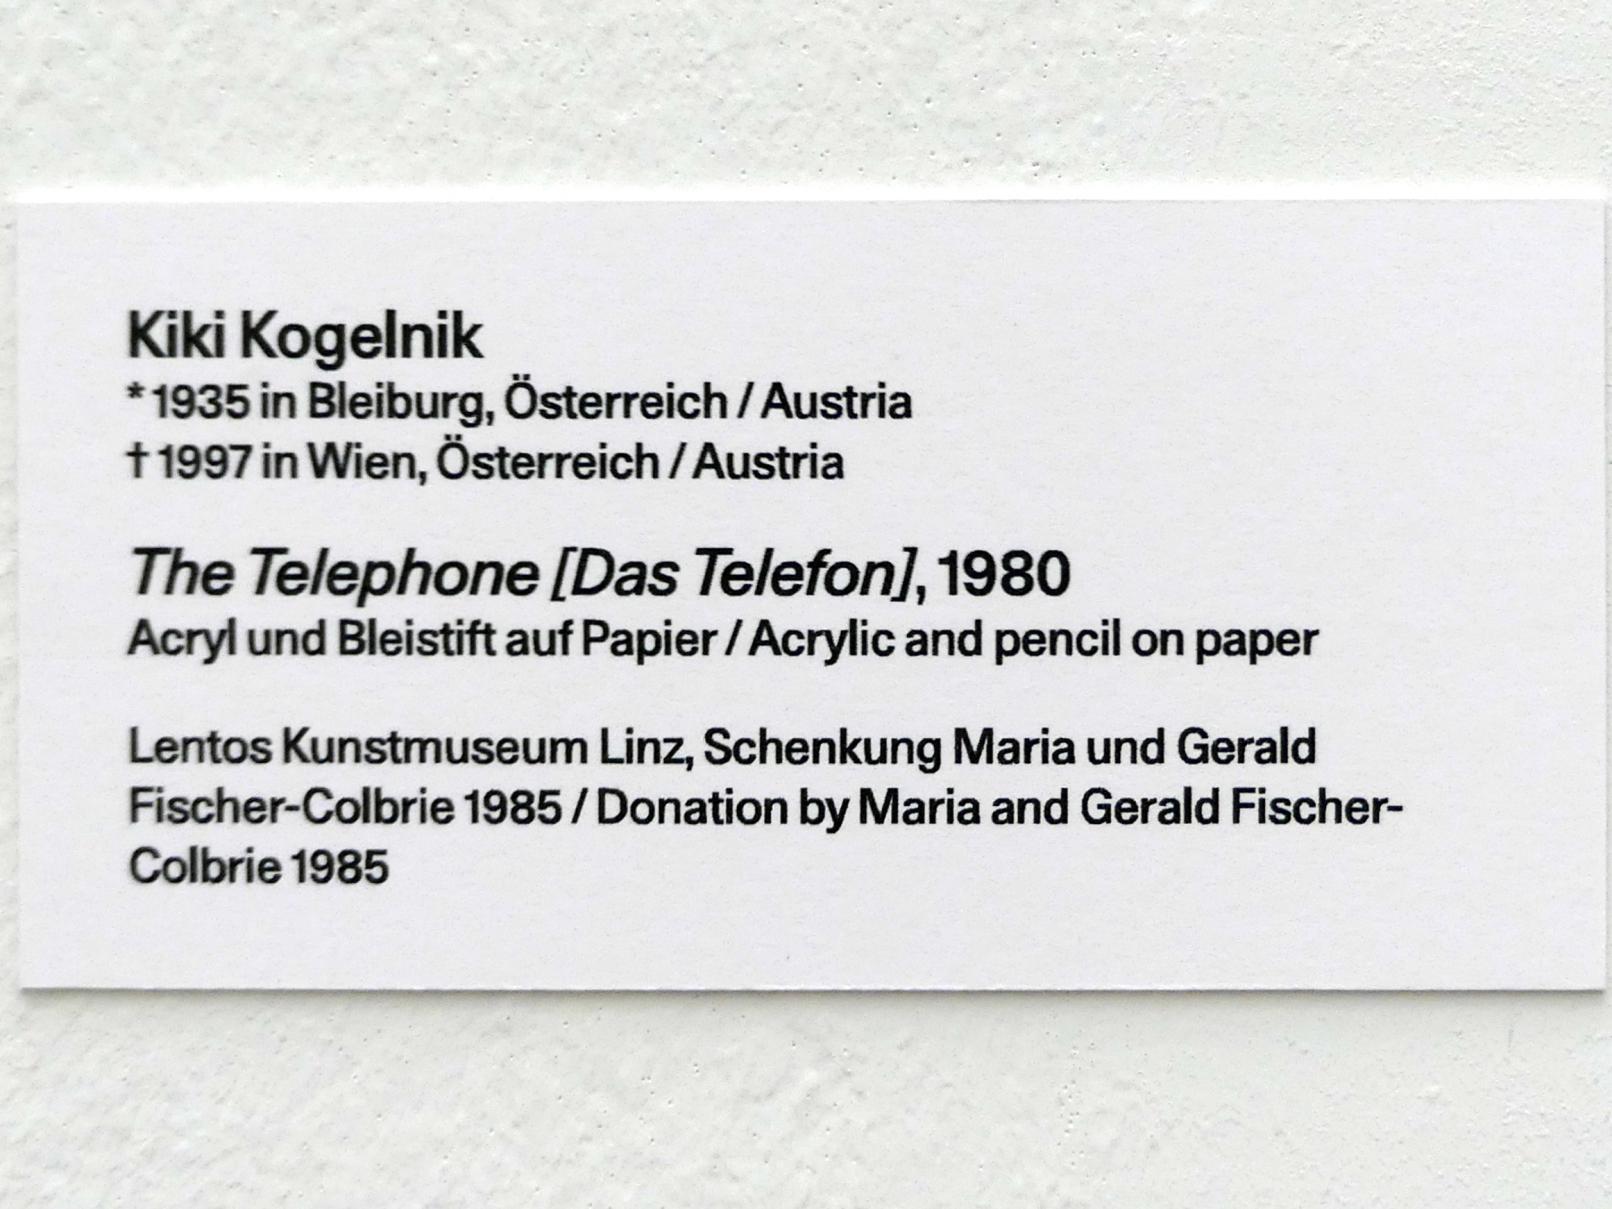 Kiki Kogelnik
* 1935 in Bleiburg, Österreich / Austria
† 1997 in Wien, Österreich / Austria
The Telephone [Das Telefon], 1980
Acryl und Bleistift auf Papier / Acrylic and pencil on paper
Lentos Kunstmuseum Linz, Schenkung Maria und Gerald
Fischer-Colbrie 1985 / Donation by Maria and Gerald Fischer-
Colbrie 1985